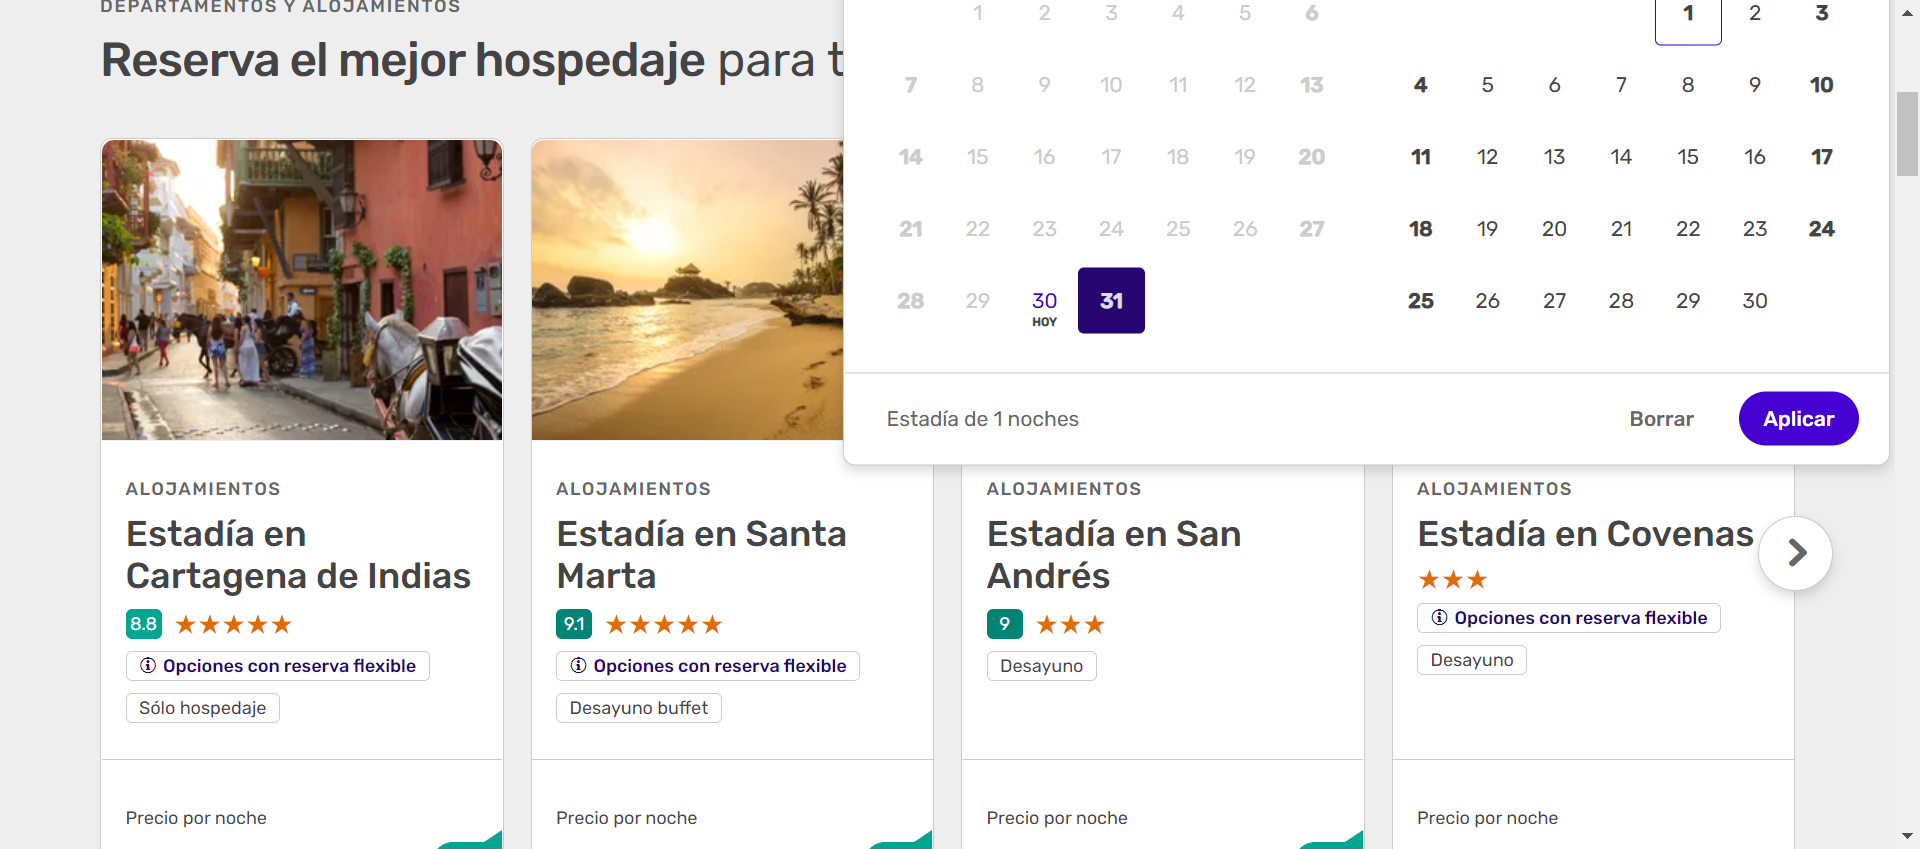 DEPARTAMENTOS Y ALOJAMIENTOS
Reserva el mejor hospedaje para t
1 2 3 4 5 6
7 8 9 10 11 12 13
14 15 16 17 18 19 20
21 22 23 24 25 26 27
28 29 30 31
HOY
1 2 3
4 5 6 7 8 9 10
11 12 13 14 15 16 17
18 19 20 21 22 23 24
25 26 27 28 29 30
Estadía de 1 noches
Borrar
Aplicar
ALOJAMIENTOS
Estadía en
Cartagena de Indias
8.8
Opciones con reserva flexible
Sólo hospedaje
Precio por noche
ALOJAMIENTOS
Estadía en Santa
Marta
9.1
Opciones con reserva flexible
Desayuno buffet
Precio por noche
ALOJAMIENTOS
Estadía en San
Andrés
9
Desayuno
Precio por noche
ALOJAMIENTOS
Estadía en Covenas
Opciones con reserva flexible
Desayuno
Precio por noche